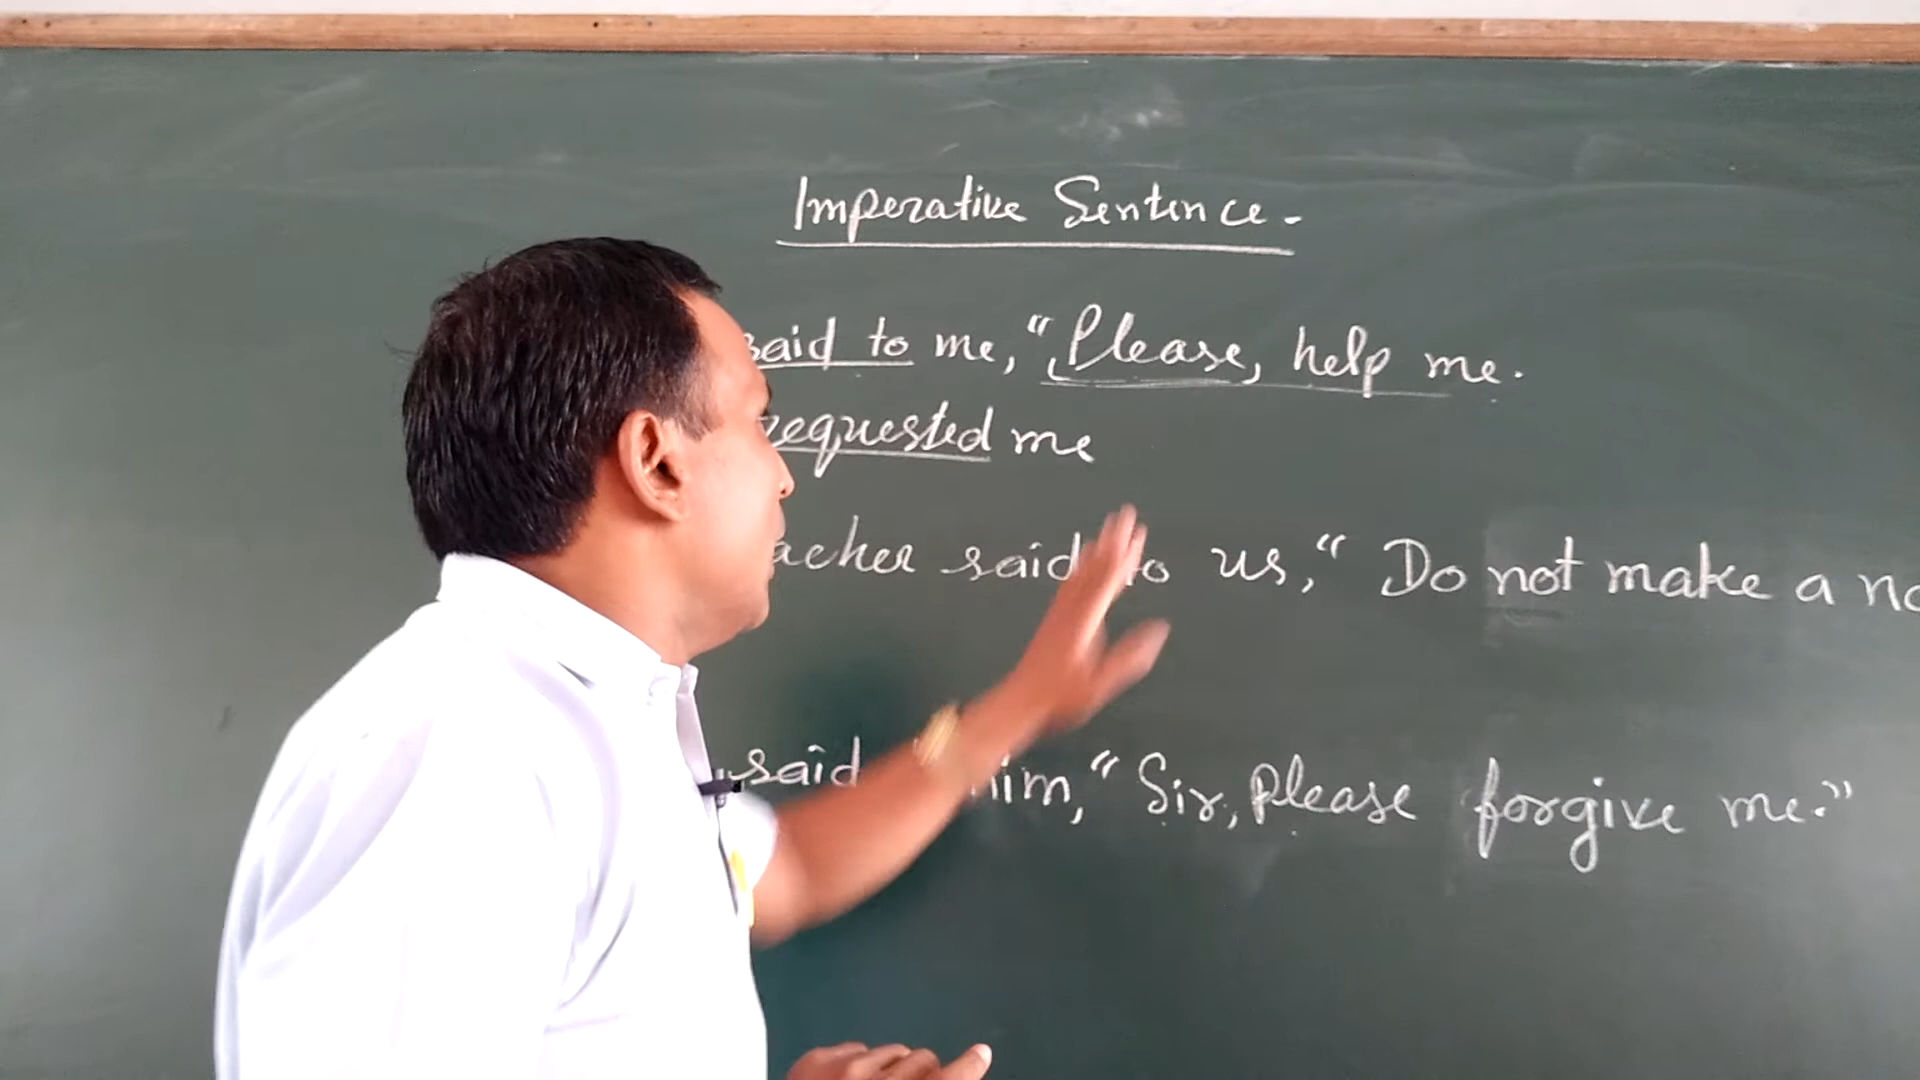 Imperative Sentence -
said to me, “Please, help me.
requested me
acher said to us, “ Do not make a no
said him, “ Sir, Please forgive me.”